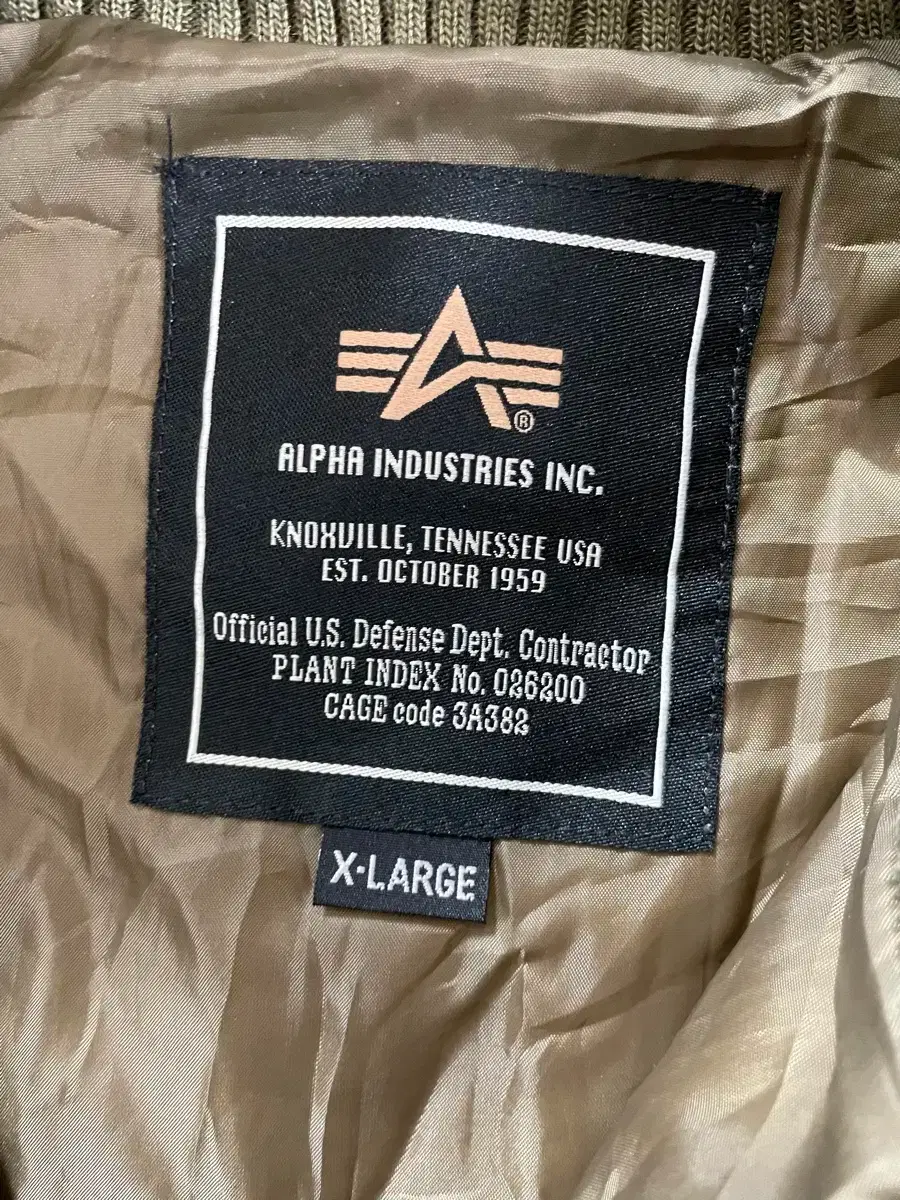 ®
ALPHA INDUSTRIES INC.
KNOXVILLE, TENNESSEE USA
EST. OCTOBER 1959
Official U.S. Defense Dept. Contractor
PLANT INDEX No. 026200
CAGE code 3A382
X-LARGE